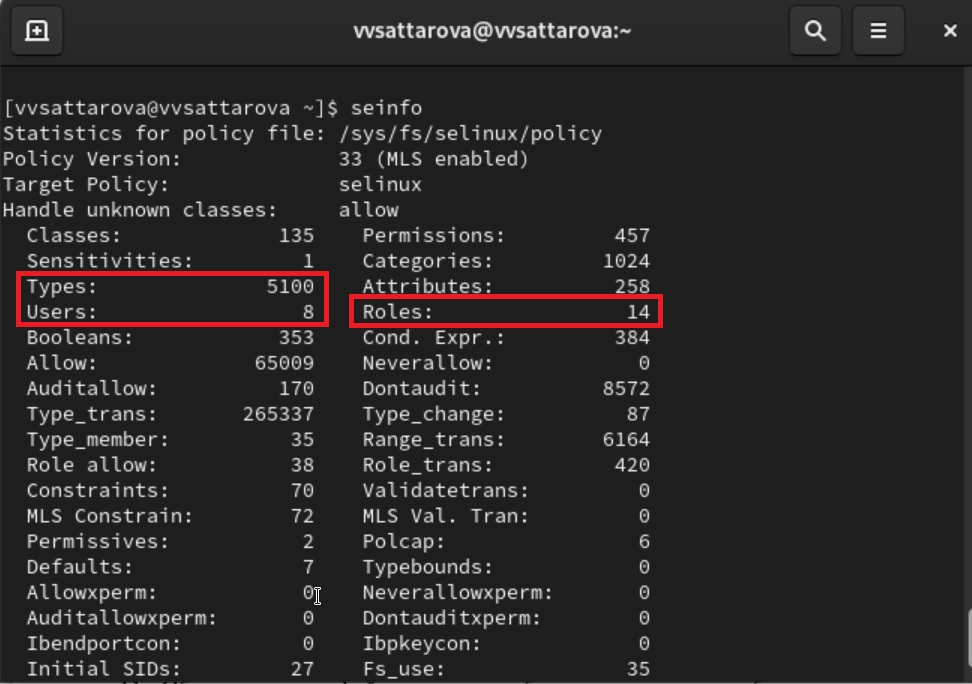 vvsattarova@vvsattarova:~
[vvsattarova@vvsattarova ~]$ seinfo
Statistics for policy file: /sys/fs/selinux/policy
Policy Version: 33 (MLS enabled)
Target Policy: selinux
Handle unknown classes: allow
Classes: 135 Permissions: 457
Sensitivities: 1 Categories: 1024
Types: 5100 Attributes: 258
Users: 8 Roles: 14
Booleans: 353 Cond. Expr.: 384
Allow: 65009 Neverallow: 0
Auditallow: 170 Dontaudit: 8572
Type_trans: 265337 Type_change: 87
Type_member: 35 Range_trans: 6164
Role allow: 38 Role_trans: 420
Constraints: 70 Validatetrans: 0
MLS Constrain: 72 MLS Val. Tran: 0
Permissives: 2 Polcap: 6
Defaults: 7 Typebounds: 0
Allowxperm: 0 Neverallowxperm: 0
Auditallowxperm: 0 Dontauditxperm: 0
Ibendportcon: 0 Ibpkeycon: 0
Initial SIDs: 27 Fs_use: 35